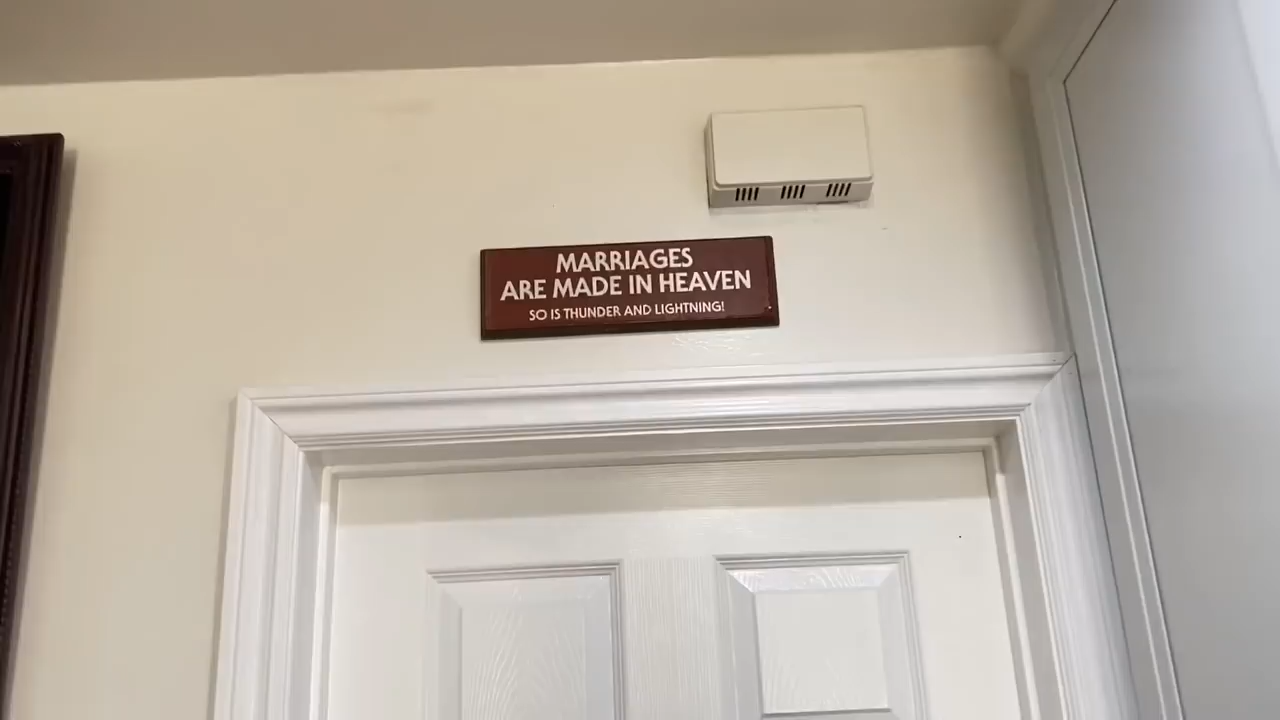 MARRIAGES
ARE MADE IN HEAVEN
SO IS THUNDER AND LIGHTNING!